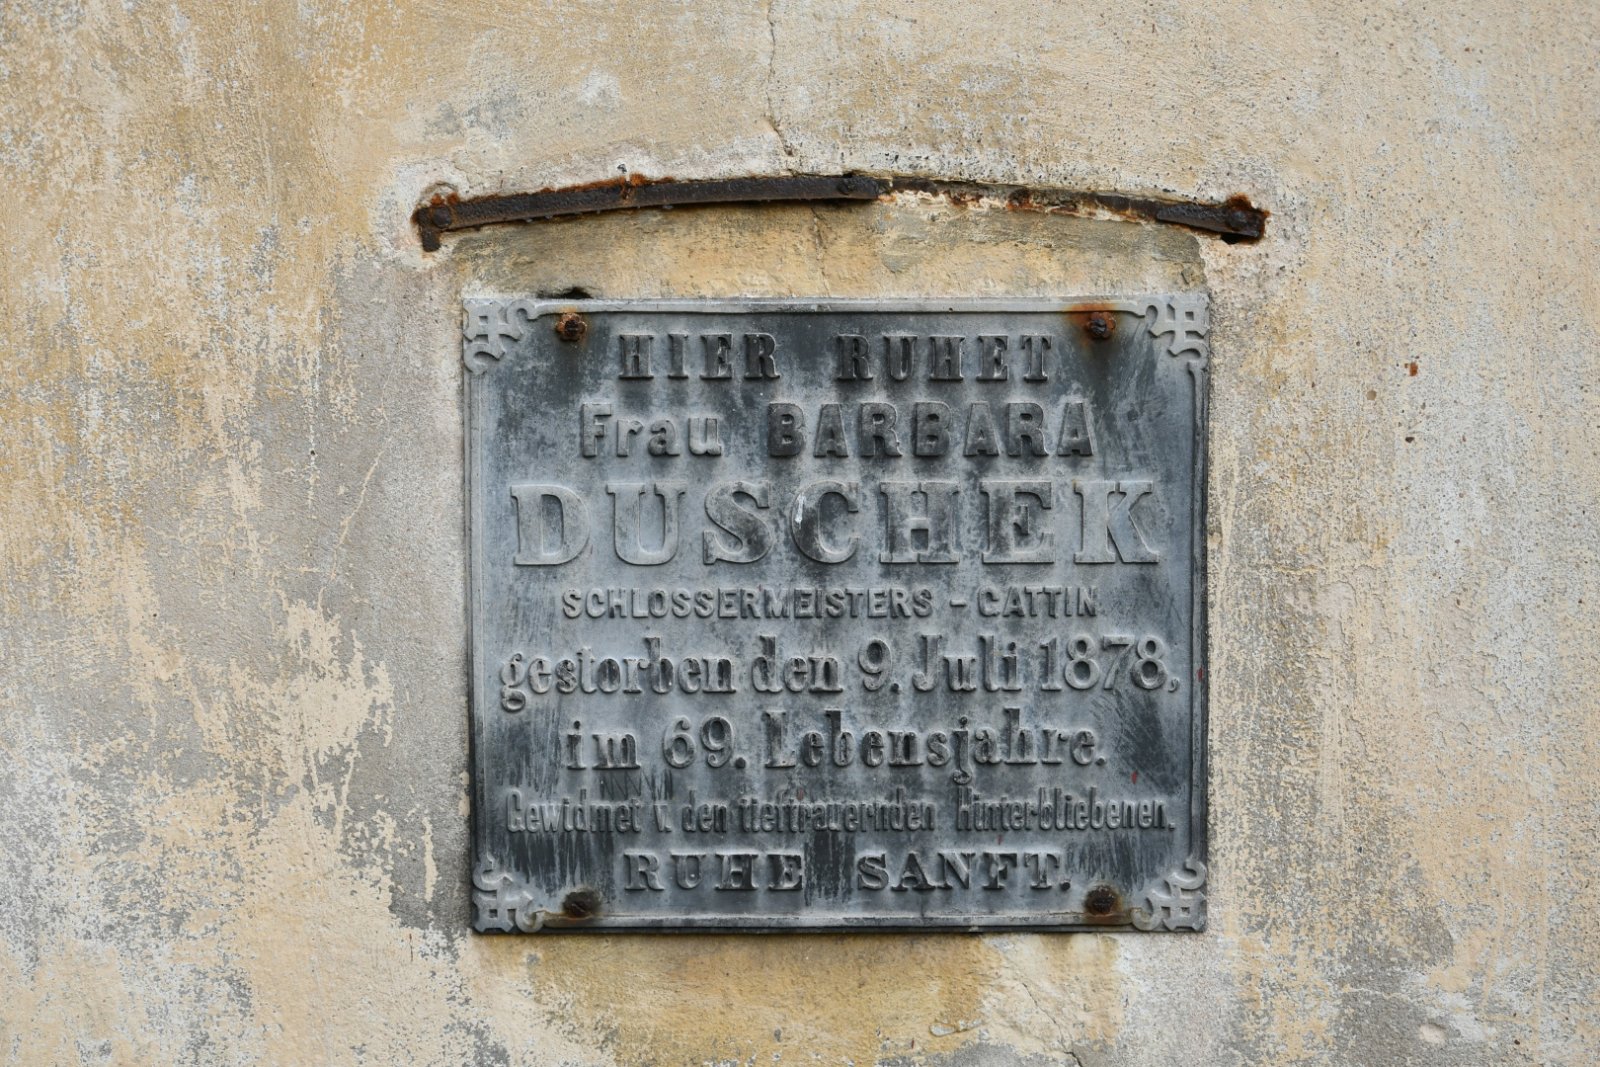 HIER RUHET
Frau BARBARA
DUSCHEK
SCHLOSSERMEISTERS - GATTIN
gestorben den 9. Juli 1878,
im 69. Lebensjahre.
Gewidmet v. den tieftrauernden Hinterbliebenen.
RUHE SANFT.